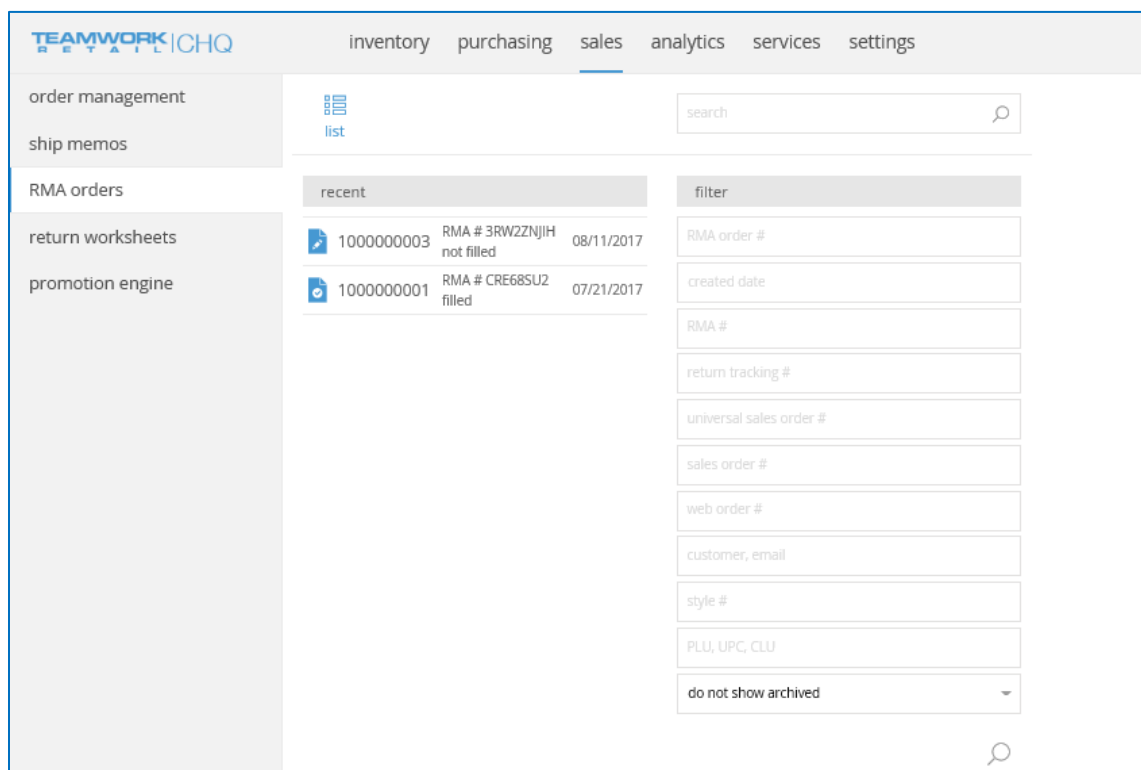 TEAMWORK RETAIL | CHQ
inventory purchasing sales analytics services settings
order management
ship memos
RMA orders
return worksheets
promotion engine
list
search
recent
1000000003 RMA # 3RW2ZNJIH not filled 08/11/2017
1000000001 RMA # CRE68SU2 filled 07/21/2017
filter
RMA order #
created date
RMA #
return tracking #
universal sales order #
sales order #
web order #
customer, email
style #
PLU, UPC, CLU
do not show archived